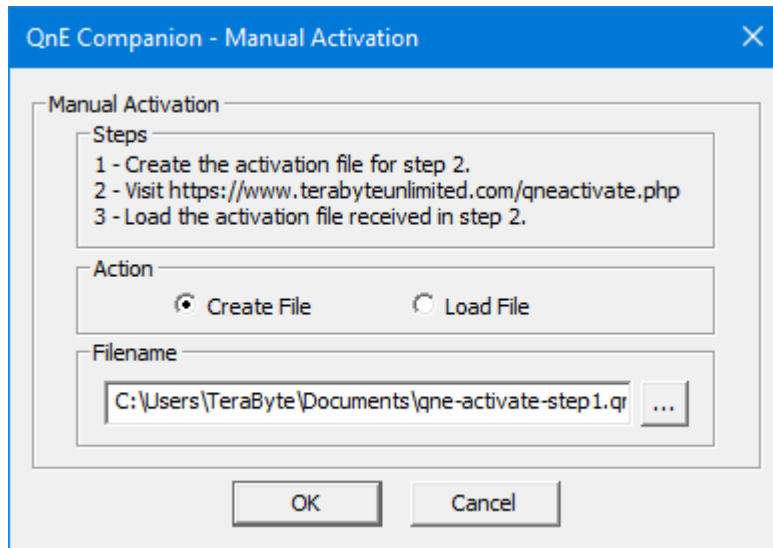 QnE Companion - Manual Activation
Manual Activation
Steps
1 - Create the activation file for step 2.
2 - Visit https://www.terabyteunlimited.com/qneactivate.php
3 - Load the activation file received in step 2.
Action
Create File Load File
Filename
C:\Users\TeraByte\Documents\qne-activate-step1.qr ...
OK Cancel